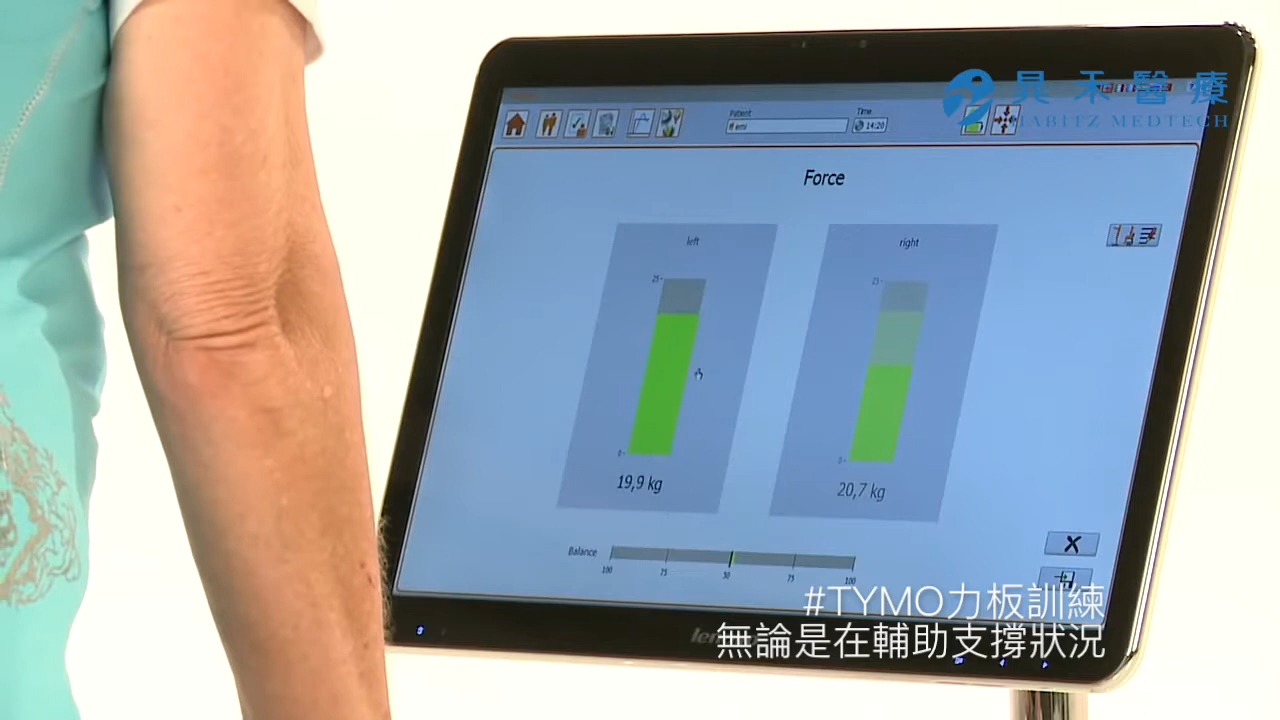 昊禾醫療
HABITZ MEDTECH
Patient
Time
emi
14:20
Force
left
right
25
25
0
0
19,9 kg
20,7 kg
Balance
100 75 50 75 100
#TYMO力板訓練
無論是在輔助支撐狀況